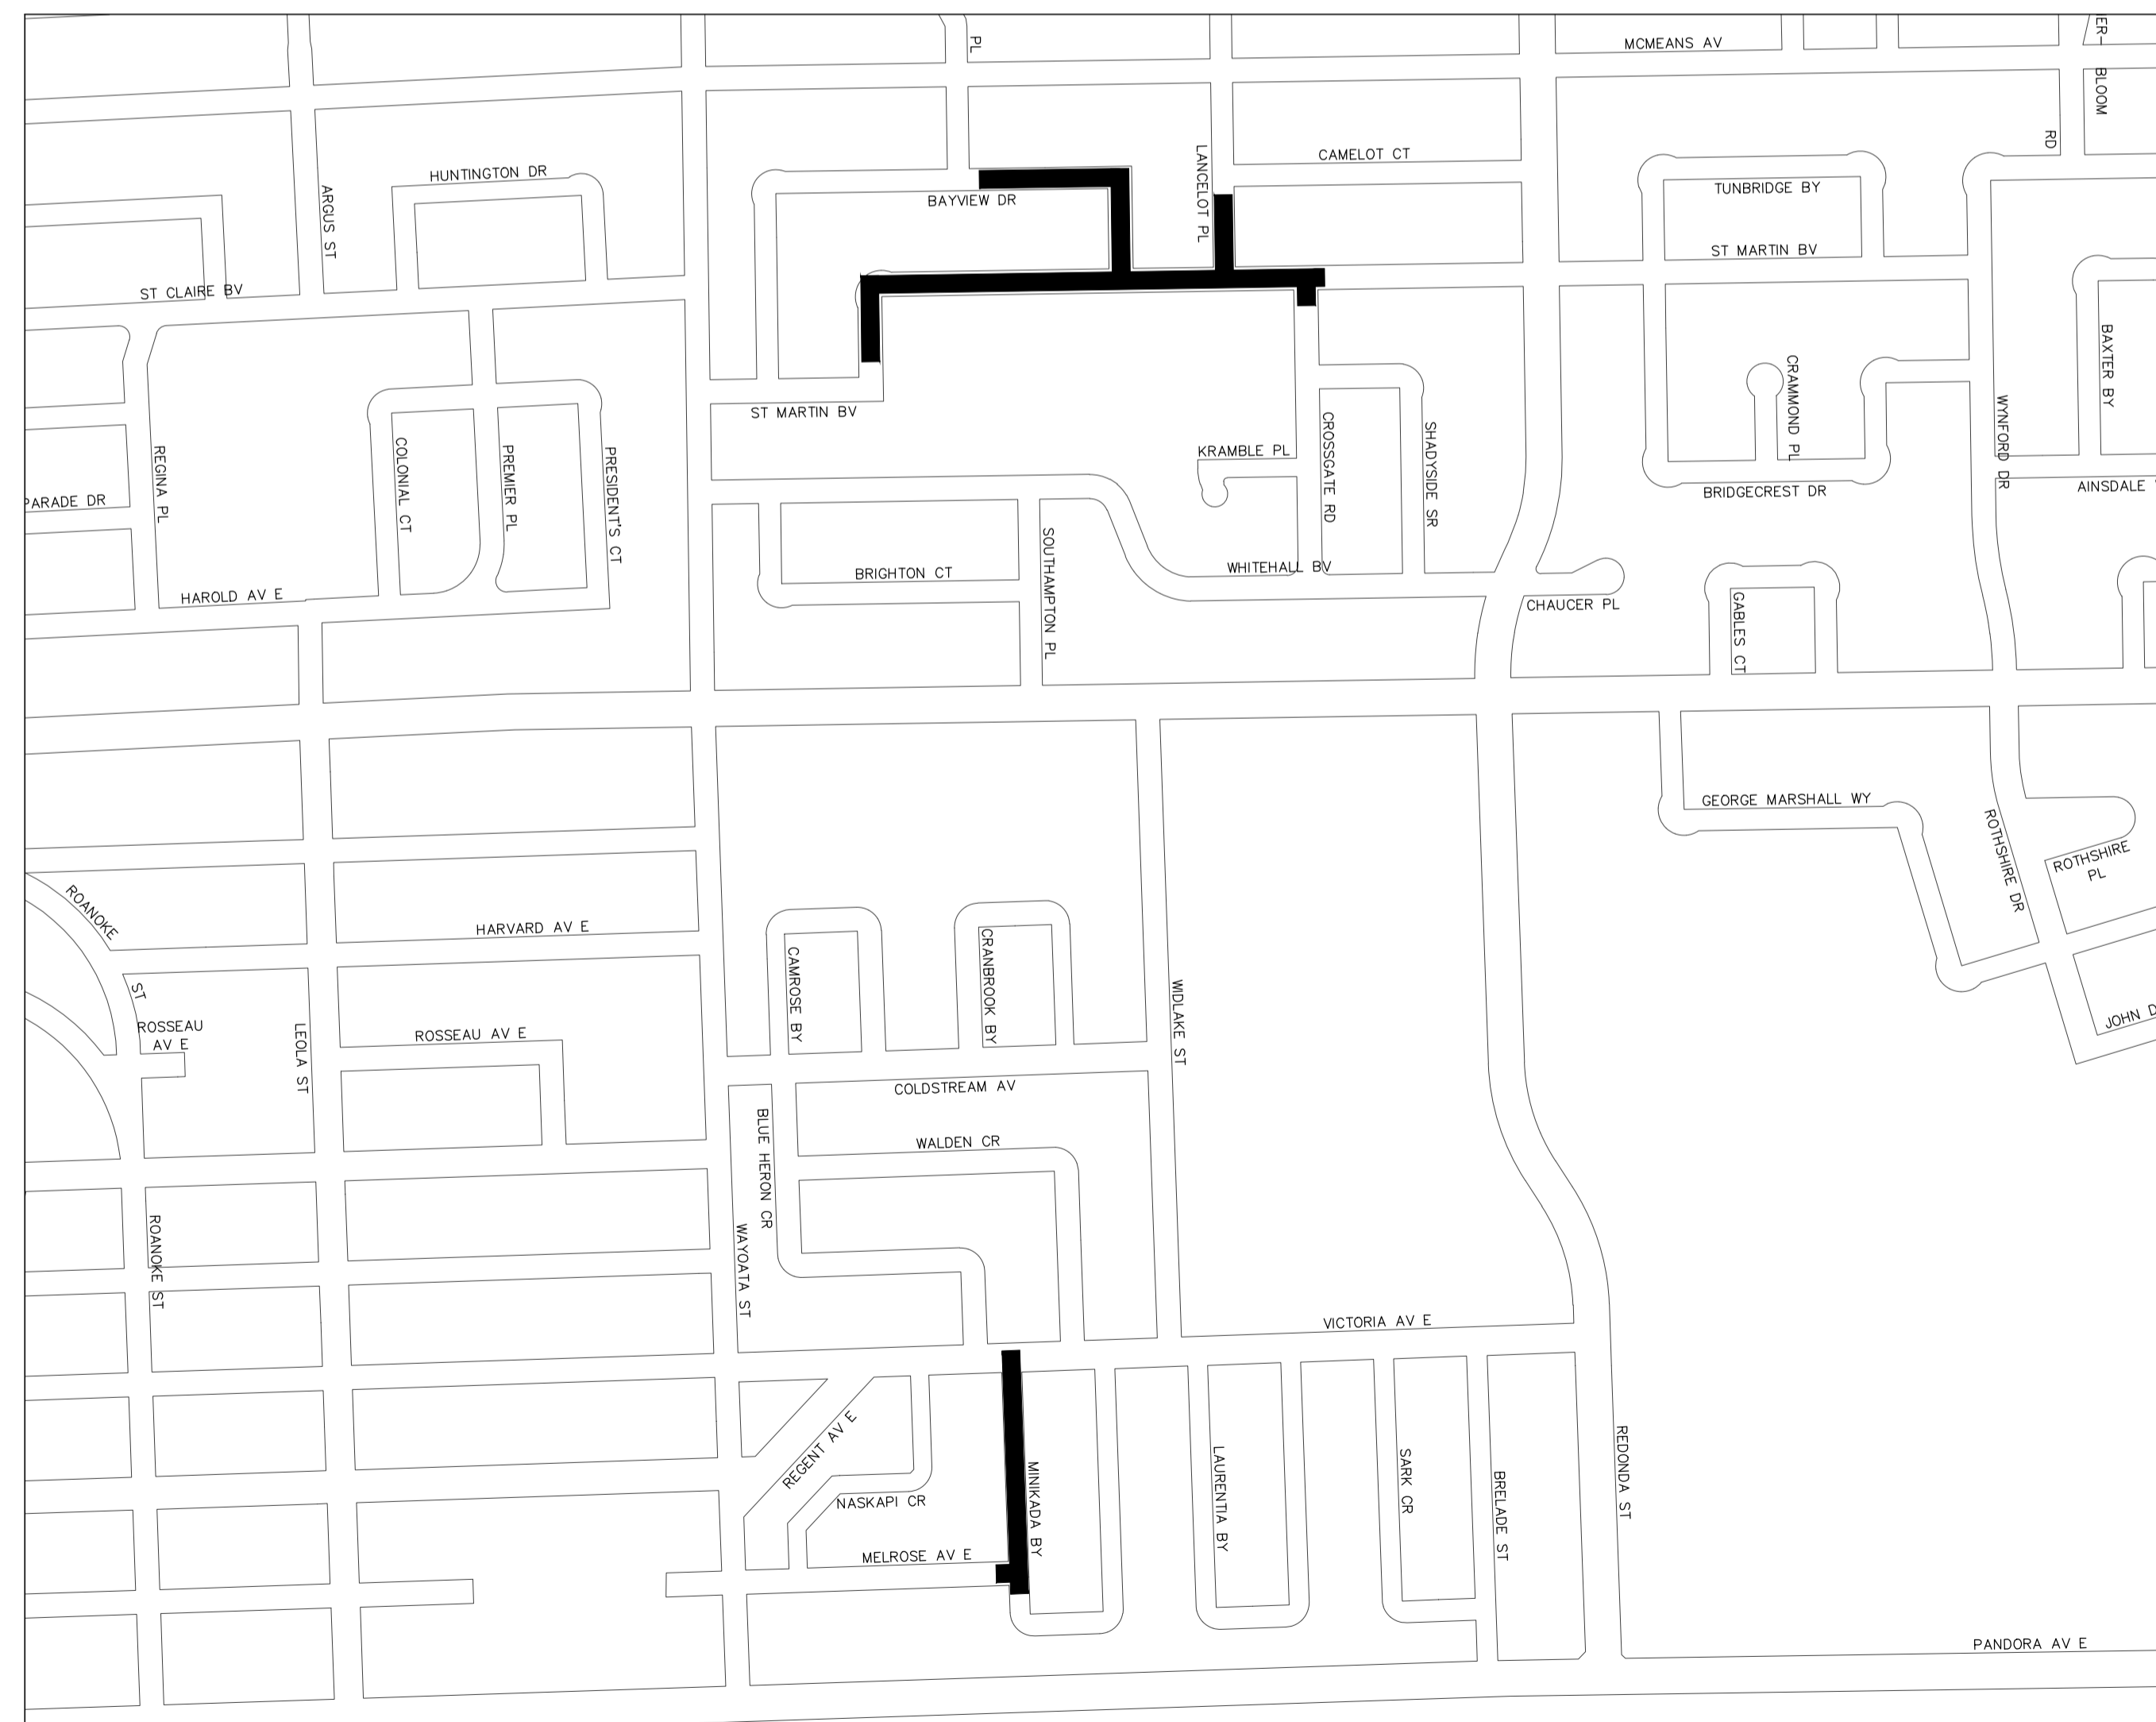 PL
MCMEANS AV
ER-
BLOOM
RD
LANCELOT PL
CAMELOT CT
HUNTINGTON DR
ARGUS ST
BAYVIEW DR
TUNBRIDGE BY
ST MARTIN BV
ST CLAIRE BV
BAXTER BY
CRAMMOND PL
WYNFORD DR
ST MARTIN BV
KRAMBLE PL
CROSSGATE RD
SHADYSIDE SR
REGINA PL
COLONIAL CT
PREMIER PL
PRESIDENT'S CT
PARADE DR
BRIDGECREST DR
AINSDALE
SOUTHAMPTON PL
BRIGHTON CT
WHITEHALL BV
HAROLD AV E
CHAUCER PL
GABLES CT
GEORGE MARSHALL WY
ROTHSHIRE DR
ROTHSHIRE
PL
ROANOKE
ST
HARVARD AV E
CAMROSE BY
CRANBROOK BY
WIDLAKE ST
JOHN D
ROSSEAU
AV E
LEOLA ST
ROSSEAU AV E
COLDSTREAM AV
BLUE HERON CR
WALDEN CR
ROANOKE ST
WAYOATA ST
VICTORIA AV E
REGENT AV E
NASKAPI CR
MINIKADA BY
LAURENTIA BY
SARK CR
BRELADE ST
REDONDA ST
MELROSE AV E
PANDORA AV E